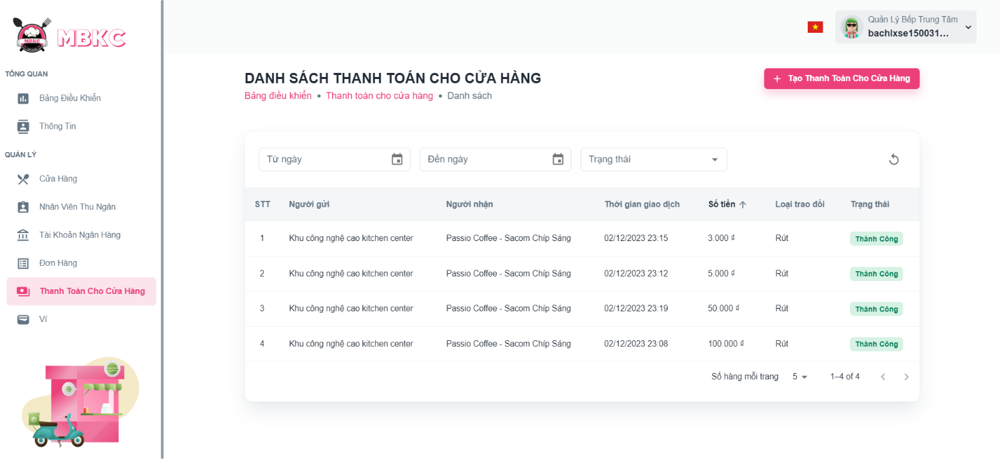 MBKC
MBKC
Quản Lý Bếp Trung Tâm
bachlxse150031...
TỔNG QUAN
Bảng Điều Khiển
Thông Tin
QUẢN LÝ
Cửa Hàng
Nhân Viên Thu Ngân
Tài Khoản Ngân Hàng
Đơn Hàng
Thanh Toán Cho Cửa Hàng
Ví
DANH SÁCH THANH TOÁN CHO CỬA HÀNG
Bảng điều khiển • Thanh toán cho cửa hàng • Danh sách
+ Tạo Thanh Toán Cho Cửa Hàng
Từ ngày Đến ngày Trạng thái
STT Người gửi Người nhận Thời gian giao dịch Số tiền ↑ Loại trao đổi Trạng thái
1 Khu công nghệ cao kitchen center Passio Coffee - Sacom Chíp Sáng 02/12/2023 23:15 3.000 ₫ Rút Thành Công
2 Khu công nghệ cao kitchen center Passio Coffee - Sacom Chíp Sáng 02/12/2023 23:12 5.000 ₫ Rút Thành Công
3 Khu công nghệ cao kitchen center Passio Coffee - Sacom Chíp Sáng 02/12/2023 23:19 50.000 ₫ Rút Thành Công
4 Khu công nghệ cao kitchen center Passio Coffee - Sacom Chíp Sáng 02/12/2023 23:08 100.000 ₫ Rút Thành Công
Số hàng mỗi trang 5 1–4 of 4